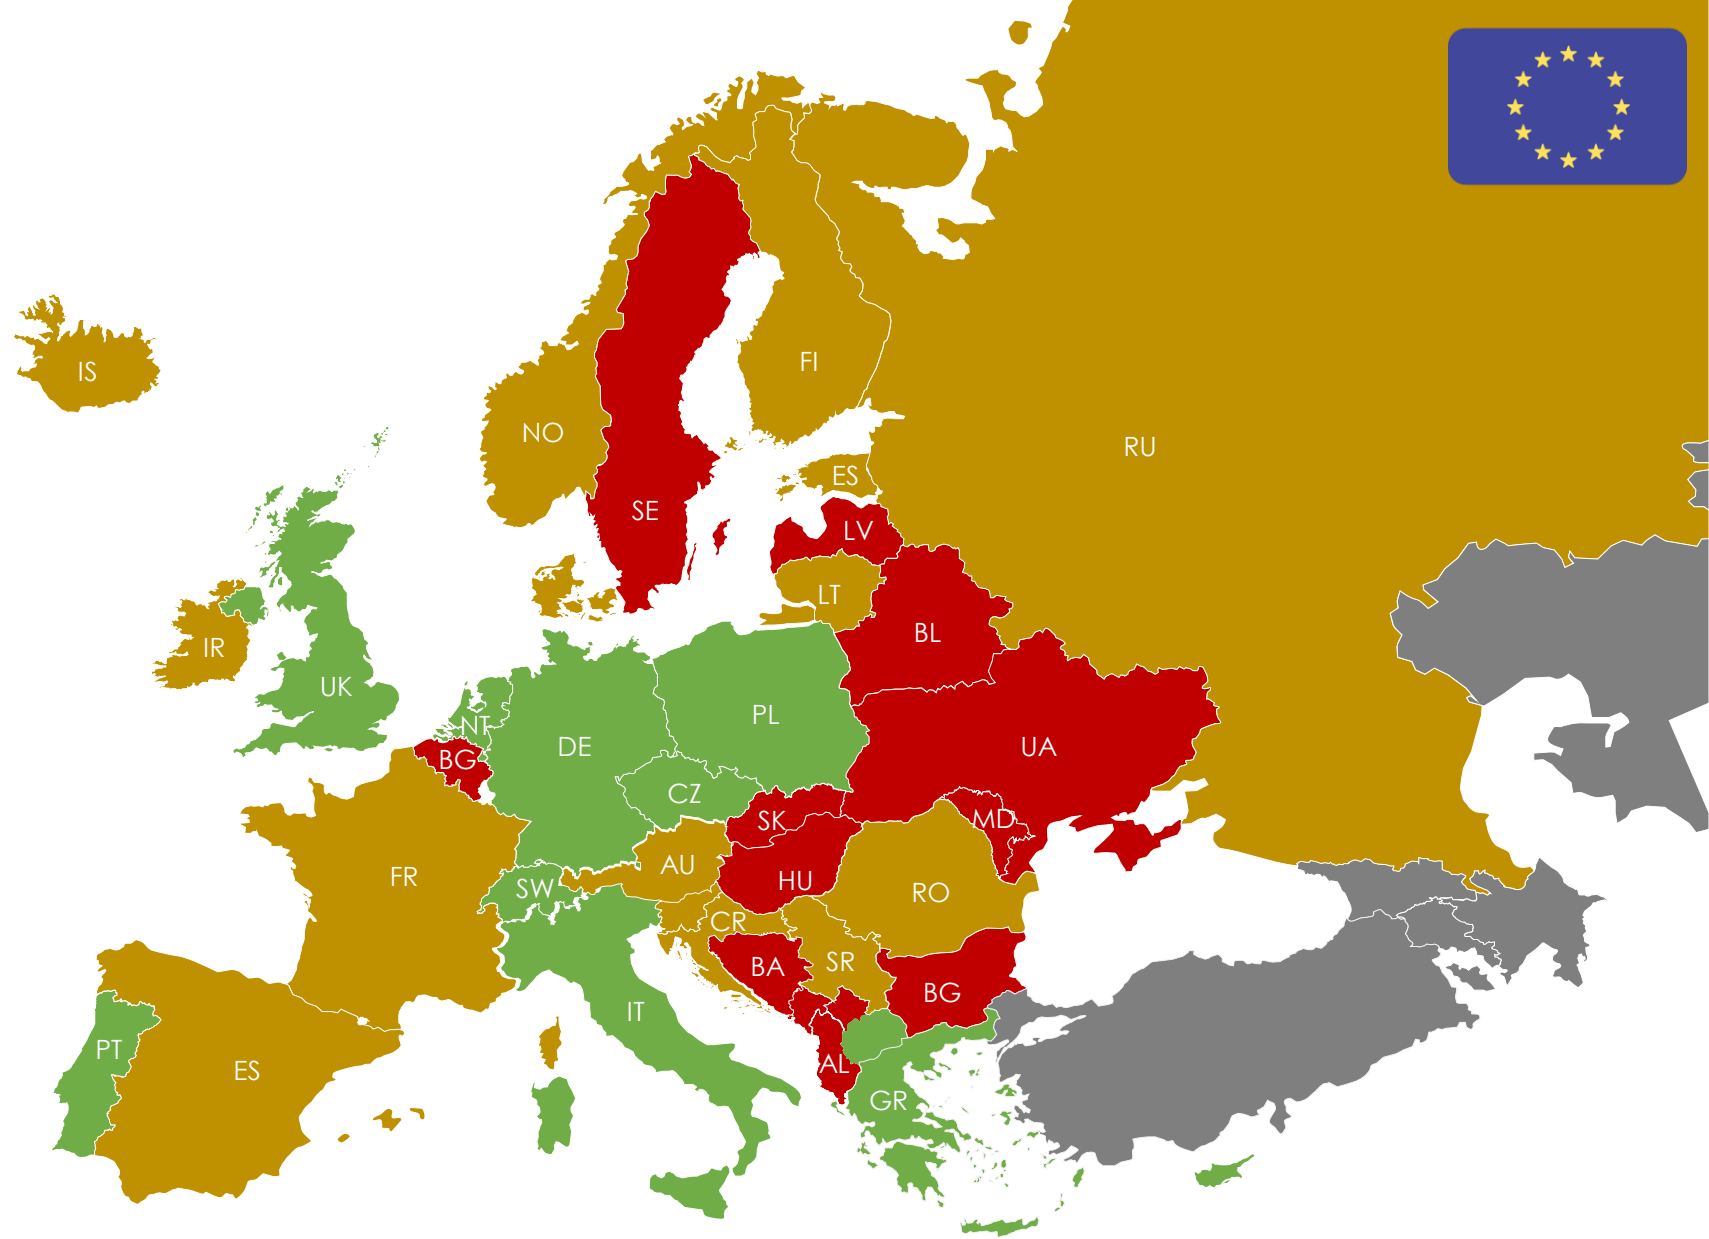 IS
FI
NO
RU
ES
SE
LV
LT
BL
IR
UK
PL
NT
DE
UA
BG
CZ
SK
MD
AU
FR
SW
HU
RO
CR
SR
BA
BG
IT
PT
AL
ES
GR